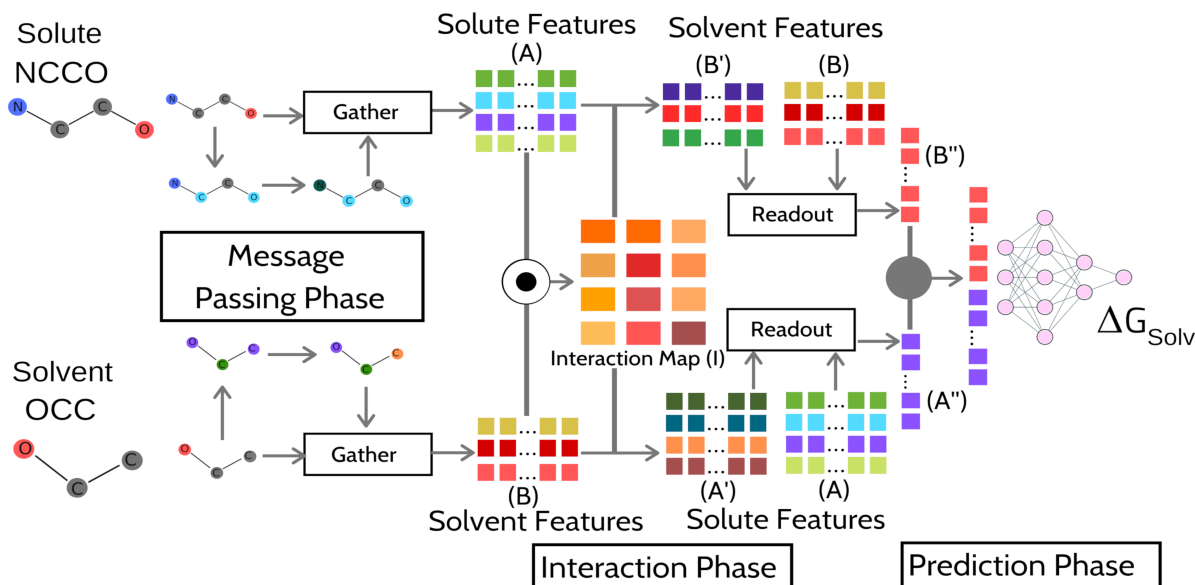 Solute
NCCO
N
C
C
O
N
C
C
O
Gather
N
C
C
O
N
C
C
O
Message
Passing Phase
Solvent
OCC
O
C
C
O
C
C
O
C
C
O
C
C
Gather
Solute Features
(A)
...
...
...
...
Interaction Map (I)
...
...
...
(B)
Solvent Features
Solvent Features
(B')
(B)
...
...
...
...
...
...
Readout
(B'')
Readout
(A'')
...
...
...
...
...
...
...
...
(A')
(A)
Solute Features
ΔG Solv
Interaction Phase
Prediction Phase